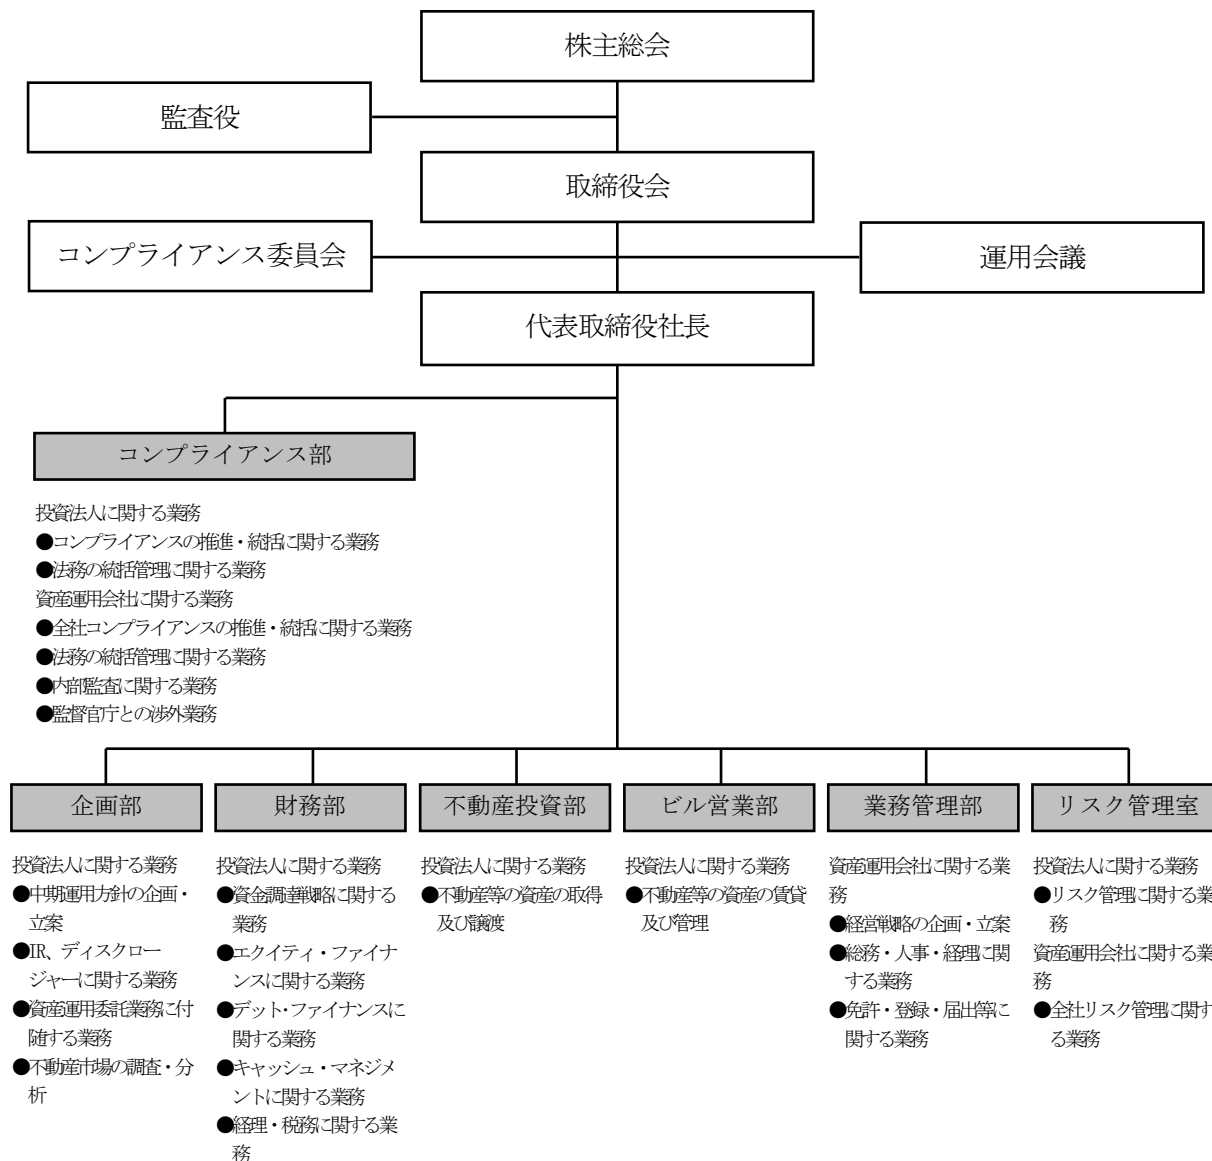 株主総会
監査役
取締役会
コンプライアンス委員会
運用会議
代表取締役社長
コンプライアンス部
投資法人に関する業務
●コンプライアンスの推進・統括に関する業務
●法務の統括管理に関する業務
資産運用会社に関する業務
●全社コンプライアンスの推進・統括に関する業務
●法務の統括管理に関する業務
●内部監査に関する業務
●監督官庁との渉外業務
企画部
投資法人に関する業務
●中期運用方針の企画・
立案
●IR、ディスクロー
ジャーに関する業務
●資産運用委託業務に付
随する業務
●不動産市場の調査・分
析
財務部
投資法人に関する業務
●資金調達戦略に関する
業務
●エクイティ・ファイナ
ンスに関する業務
●デット・ファイナンスに
関する業務
●キャッシュ・マネジメ
ントに関する業務
●経理・税務に関する業
務
不動産投資部
投資法人に関する業務
●不動産等の資産の取得
及び譲渡
ビル営業部
投資法人に関する業務
●不動産等の資産の賃貸
及び管理
業務管理部
資産運用会社に関する業
務
●経営戦略の企画・立案
●総務・人事・経理に関
する業務
●免許・登録・届出等に
関する業務
リスク管理室
投資法人に関する業務
●リスク管理に関する業
務
資産運用会社に関する業
務
●全社リスク管理に関す
る業務